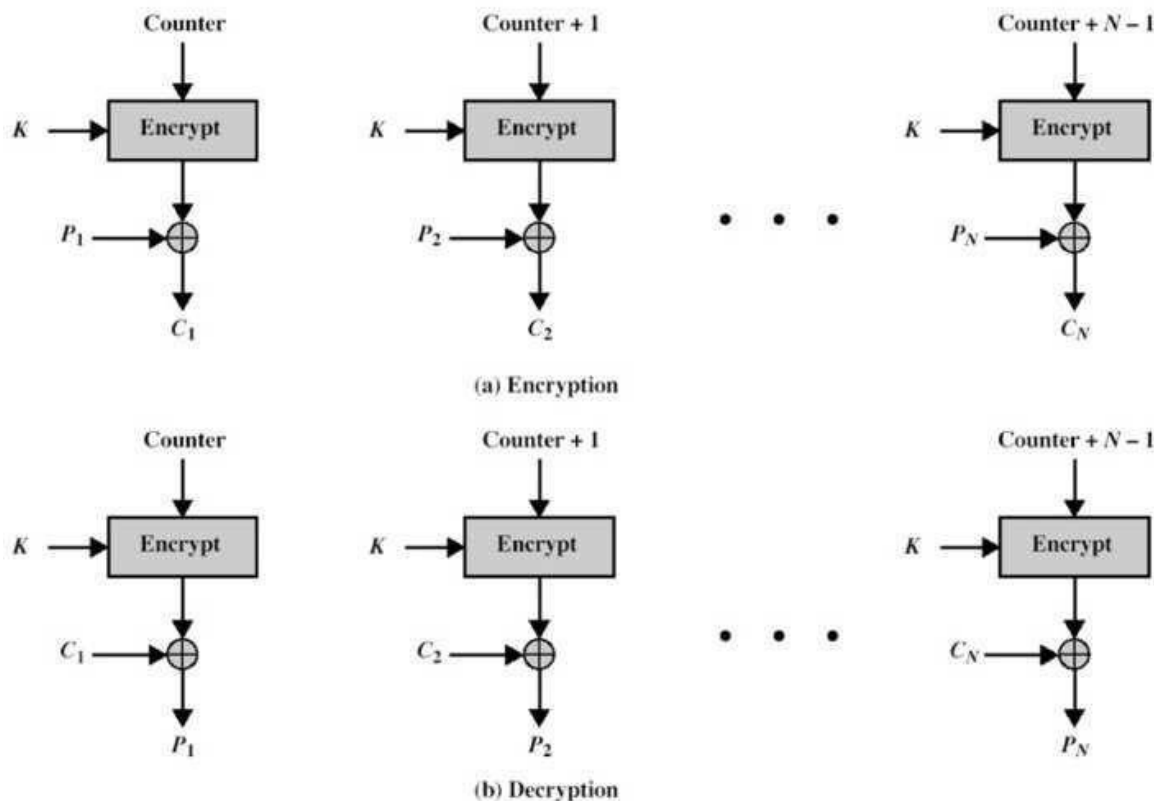 Counter Counter + 1 Counter + N – 1
K Encrypt K Encrypt K Encrypt
P1 P2 PN
C1 C2 CN
(a) Encryption
Counter Counter + 1 Counter + N – 1
K Encrypt K Encrypt K Encrypt
C1 C2 CN
P1 P2 PN
(b) Decryption